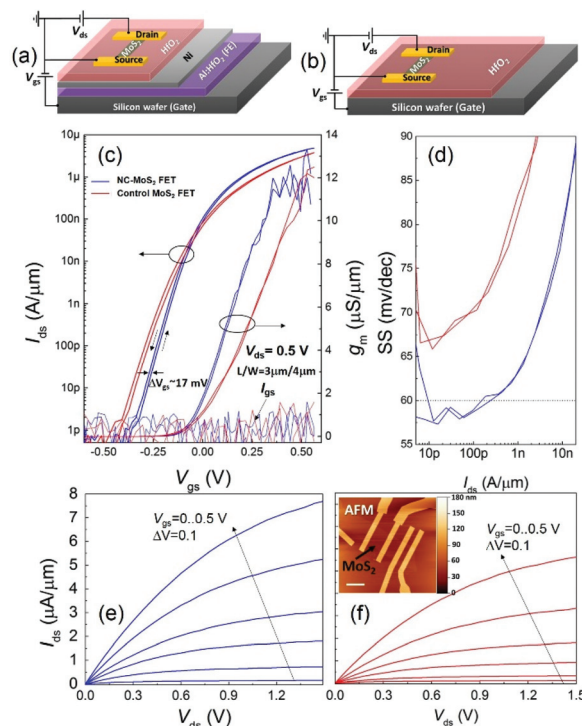 (a)
V_ds
Drain
MoS₂
HfO₂
Source
Ni
Al:HfO₂ (FE)
V_gs
Silicon wafer (Gate)
(b)
V_ds
Drain
MoS₂
HfO₂
Source
V_gs
Silicon wafer (Gate)
(c)
NC-MoS₂ FET
Control MoS₂ FET
10μ
1μ
100n
10n
1n
100p
10p
1p
I_ds (A/μm)
ΔV_gs~17 mV
V_ds= 0.5 V
L/W=3μm/4μm
I_gs
14
12
10
8
6
4
2
0
g_m (μS/μm)
-0.50
-0.25
0.00
0.25
0.50
V_gs (V)
(d)
90
85
80
75
70
65
60
55
SS (mv/dec)
10p
100p
1n
10n
I_ds (A/μm)
8
7
6
5
4
3
2
1
0
I_ds (μA/μm)
V_gs=0..0.5 V
ΔV=0.1
(e)
0.0
0.3
0.6
0.9
1.2
V_ds (V)
AFM
MoS₂
180 nm
160
140
120
100
80
60
40
20
0
V_gs=0..0.5 V
ΔV=0.1
(f)
0.0
0.3
0.6
0.9
1.2
1.5
V_ds (V)